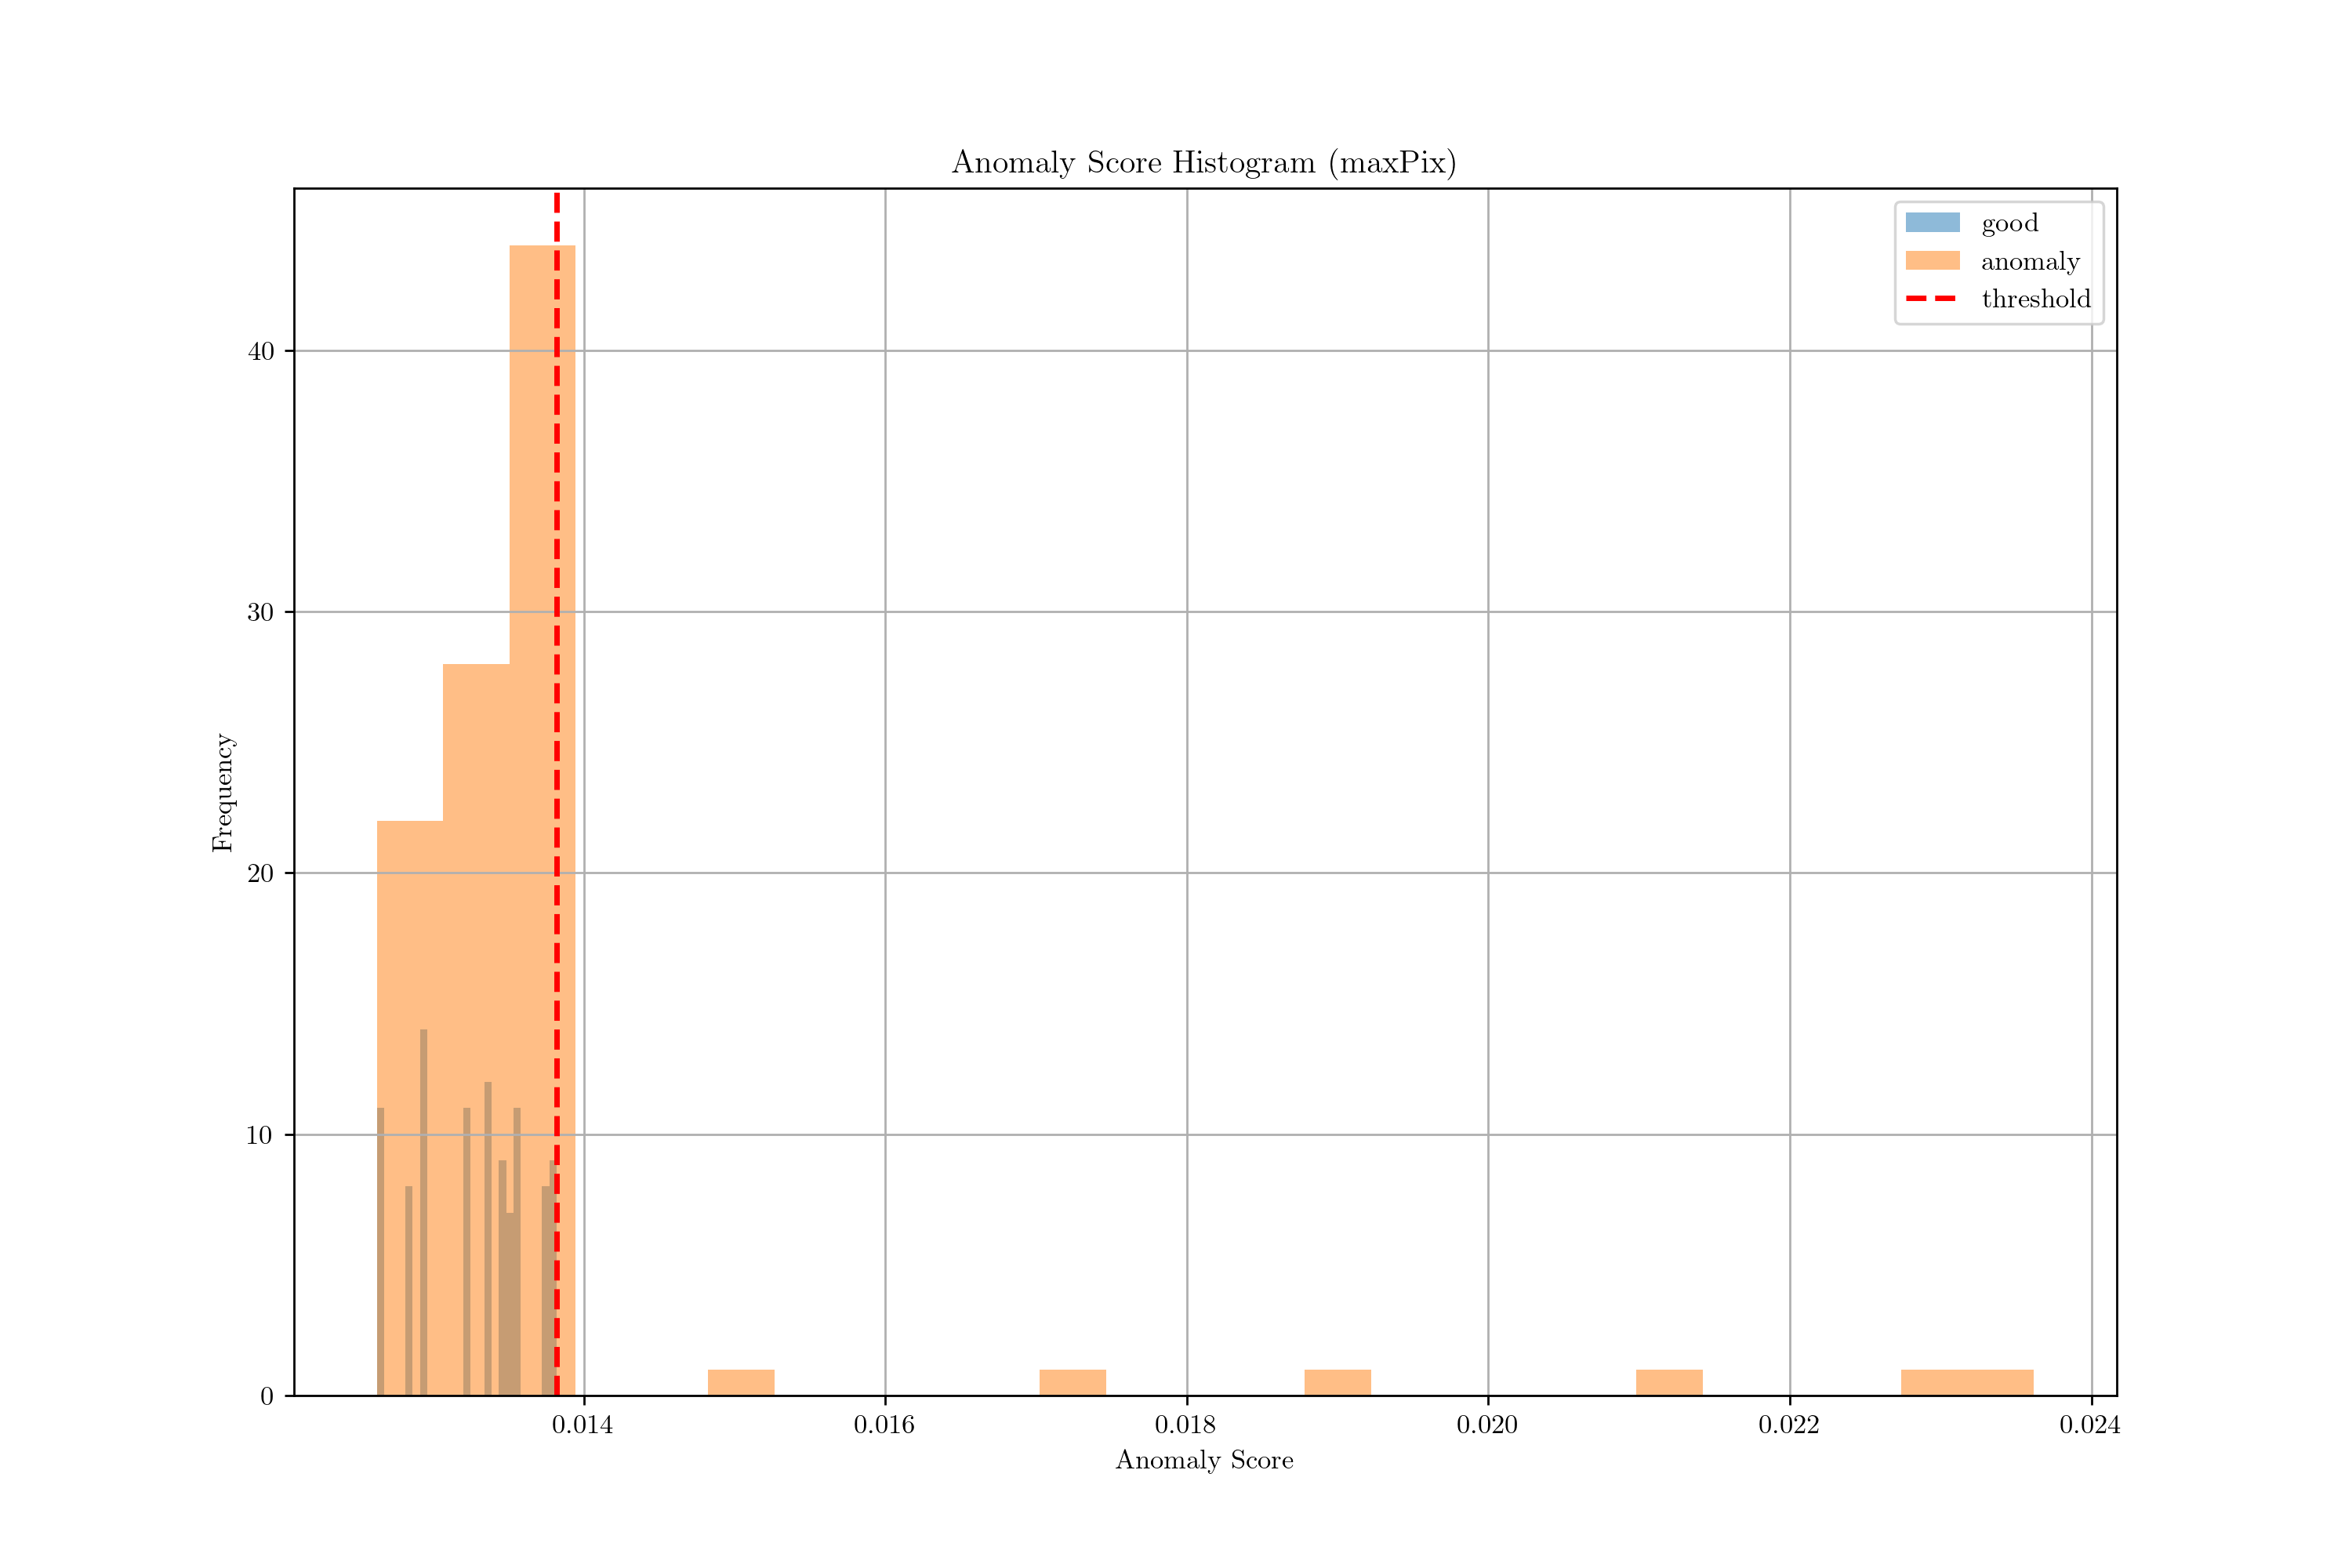 Anomaly Score Histogram (maxPix)
good
anomaly
threshold
40
30
20
10
0
Frequency
0.014 0.016 0.018 0.020 0.022 0.024
Anomaly Score